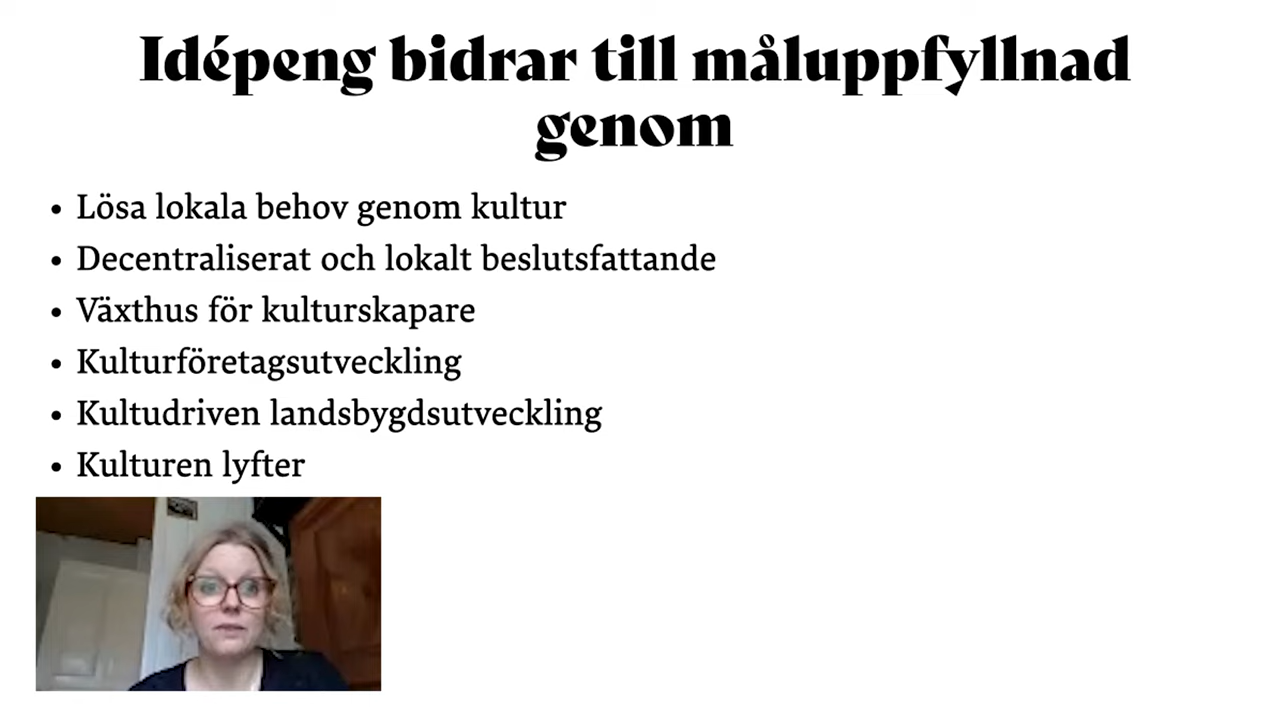 Idépeng bidrar till måluppfyllnad
genom
• Lösa lokala behov genom kultur
• Decentraliserat och lokalt beslutsfattande
• Växthus för kulturskapare
• Kulturföretagsutveckling
• Kultudriven landsbygdsutveckling
• Kulturen lyfter